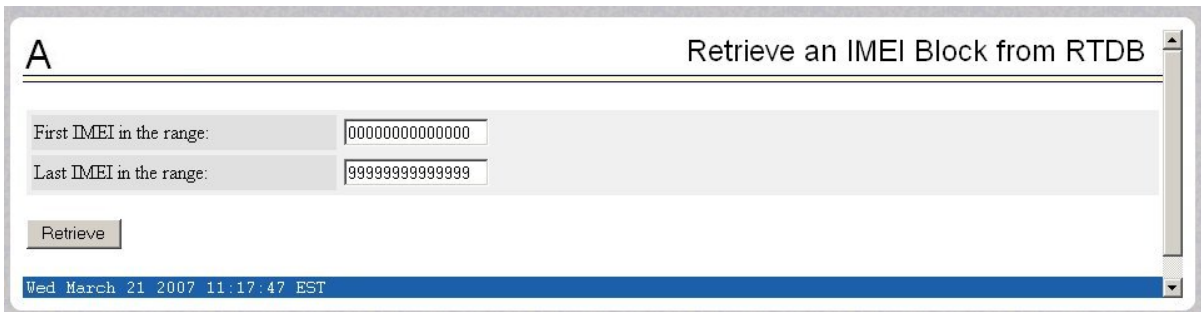 A Retrieve an IMEI Block from RTDB
First IMEI in the range: 00000000000000
Last IMEI in the range: 99999999999999
Retrieve
Wed March 21 2007 11:17:47 EST